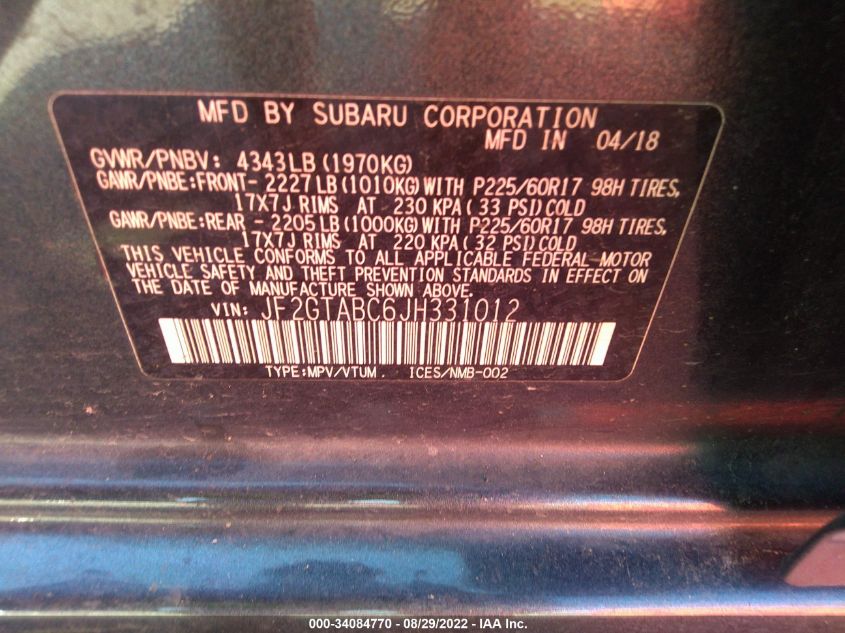 MFD BY SUBARU CORPORATION
MFD IN 04/18
GVWR/PNBV: 4343LB (1970KG)
GAWR/PNBE:FRONT- 2227LB (1010KG) WITH P225/60R17 98H TIRES,
17X7J RIMS AT 230 KPA (33 PSI) COLD
GAWR/PNBE:REAR - 2205LB (1000KG) WITH P225/60R17 98H TIRES,
17X7J RIMS AT 220 KPA (32 PSI) COLD
THIS VEHICLE CONFORMS TO ALL APPLICABLE FEDERAL MOTOR
VEHICLE SAFETY AND THEFT PREVENTION STANDARDS IN EFFECT ON
THE DATE OF MANUFACTURE SHOWN ABOVE.
VIN: JF2GTABC6JH331012
TYPE:MPV/VTUM ICES/NMB-002
000-34084770 - 08/29/2022 - IAA Inc.